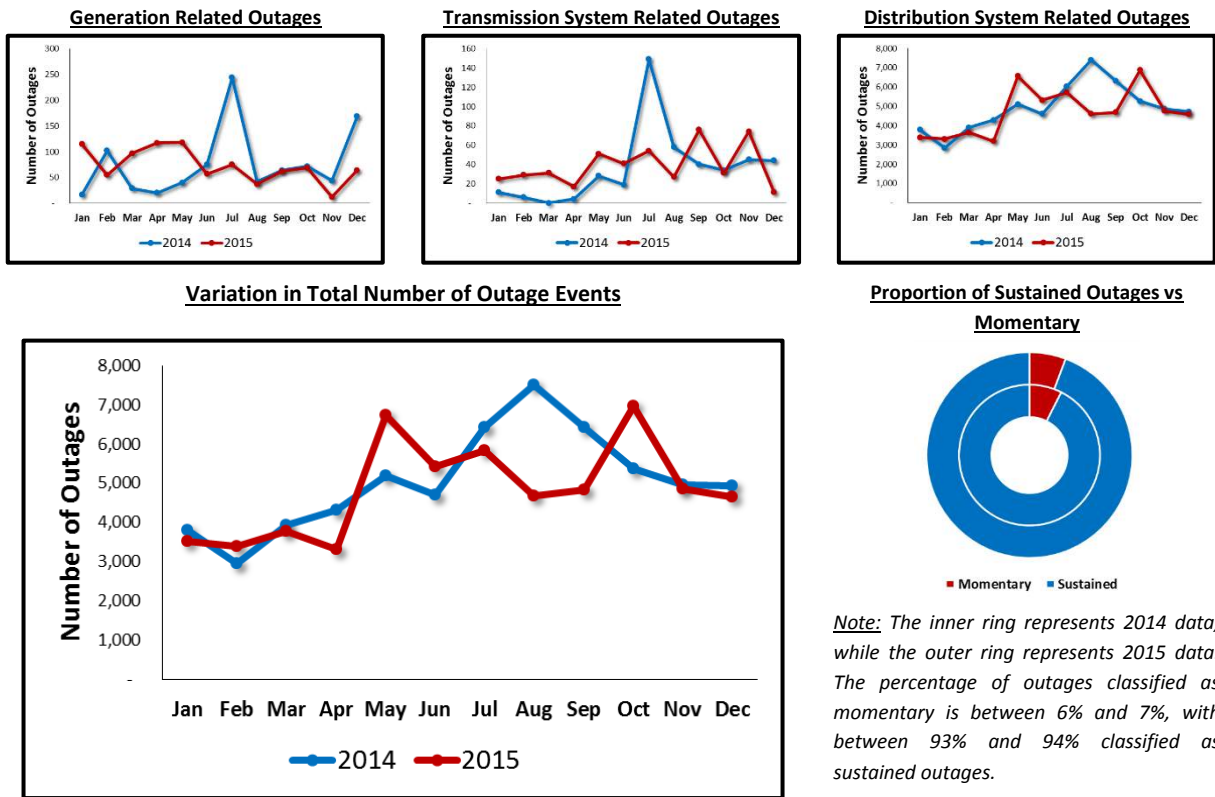 Generation Related Outages
Number of Outages
300
250
200
150
100
50
-
Jan Feb Mar Apr May Jun Jul Aug Sep Oct Nov Dec
2014 2015
Transmission System Related Outages
Number of Outages
160
140
120
100
80
60
40
20
-
Jan Feb Mar Apr May Jun Jul Aug Sep Oct Nov Dec
2014 2015
Distribution System Related Outages
Number of Outages
8,000
7,000
6,000
5,000
4,000
3,000
2,000
1,000
-
Jan Feb Mar Apr May Jun Jul Aug Sep Oct Nov Dec
2014 2015
Variation in Total Number of Outage Events
Number of Outages
8,000
7,000
6,000
5,000
4,000
3,000
2,000
1,000
-
Jan Feb Mar Apr May Jun Jul Aug Sep Oct Nov Dec
2014 2015
Proportion of Sustained Outages vs
Momentary
Momentary Sustained
Note: The inner ring represents 2014 data,
while the outer ring represents 2015 data
The percentage of outages classified as
momentary is between 6% and 7%, with
between 93% and 94% classified as
sustained outages.